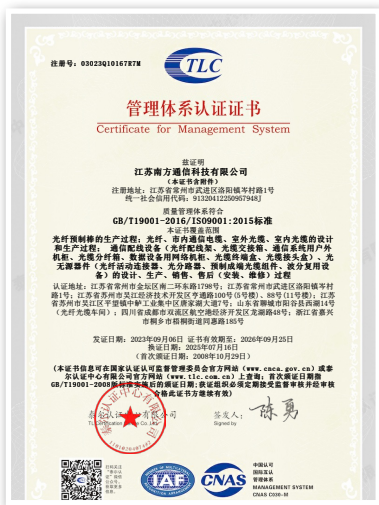 注册号：03023Q10167R7M
TLC
管理体系认证证书
Certificate for Management System
兹证明
江苏南方通信科技有限公司
（本证书含附件）
注册地址：江苏省常州市武进区洛阳镇岑村路1号
统一社会信用代码：91320412250957948J
质量管理体系符合
GB/T19001-2016/ISO9001:2015标准
本证书覆盖范围
光纤预制棒的生产过程；光纤、市内通信电缆、室外光缆、室内光缆的设计
和生产过程； 通信配线设备（光纤配线架、光缆交接箱、通信系统用户外
机柜、光缆分纤箱、数据设备用网络机柜、光缆终端盒、光缆接头盒）、光
无源器件（光纤活动连接器、光分路器、预制成端光缆组件、波分复用设
备）的设计、生产、销售、售后（安装、维修）过程
认证地址：江苏省常州市金坛区南二环东路1798号；江苏省常州市武进区洛阳镇岑村
路1号；江苏省苏州市吴江经济技术开发区亨通路100号(5号楼)、88号(11号楼)；江苏
省苏州市吴江区平望镇中鲈工业集中区唐家湖大道7号；山东省聊城市阳谷县西湖14号
（光纤光缆车间）；四川省成都市双流区航空港经济开发区龙湖路48号；浙江省嘉兴
市桐乡市梧桐街道同惠路185号
发证日期：2023年09月06日 证书有效期至：2026年09月25日
换证日期：2025年07月16日
（首次颁证日期：2008年10月29日）
（本证书信息可在国家认证认可监督管理委员会官方网站（www.cnca.gov.cn）或泰
尔认证中心有限公司官方网站（www.tlc.com.cn）上查询；首次颁证日期指
GB/T19001-2008版标准实施后的颁证日期；获证组织必须定期接受监督审核并经审核
合格此证书方继续有效）
泰尔认证中心有限公司
签发人：
Signed by
陈勇
IAF
CNAS
中国认可
国际互认
管理体系
MANAGEMENT SYSTEM
CNAS C030-M